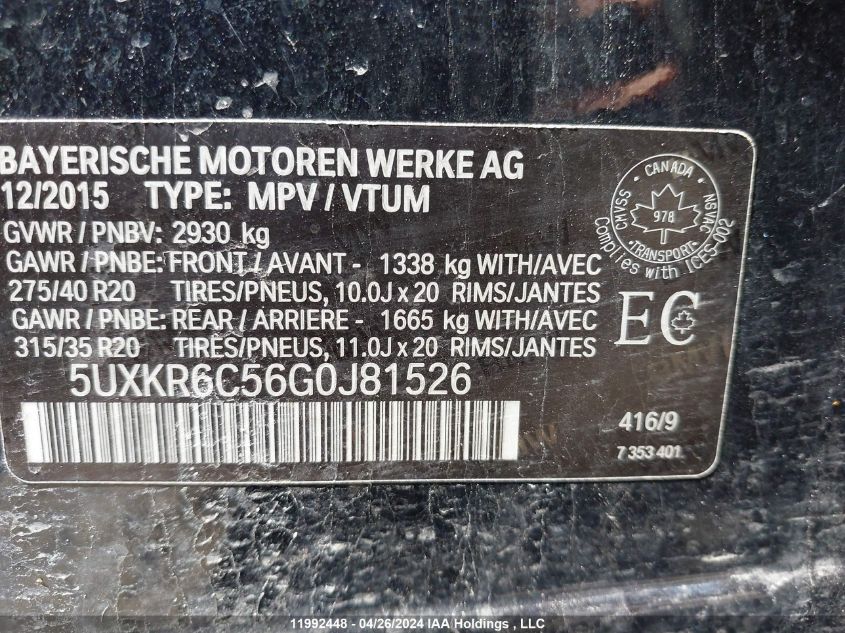 BAYERISCHE MOTOREN WERKE AG
12/2015 TYPE: MPV / VTUM
GVWR / PNBV: 2930 kg
GAWR / PNBE: FRONT / AVANT - 1338 kg WITH/AVEC
275/40 R20 TIRES/PNEUS, 10.0J x 20 RIMS/JANTES
GAWR / PNBE: REAR / ARRIERE - 1665 kg WITH/AVEC
315/35 R20 TIRES/PNEUS, 11.0J x 20 RIMS/JANTES
5UXKR6C56G0J81526
CANADA
CMVSS
NSVAC
978
TRANSPORT
Complies with ICES-002
EC
416/9
7 353 401
11992448 - 04/26/2024 IAA Holdings , LLC